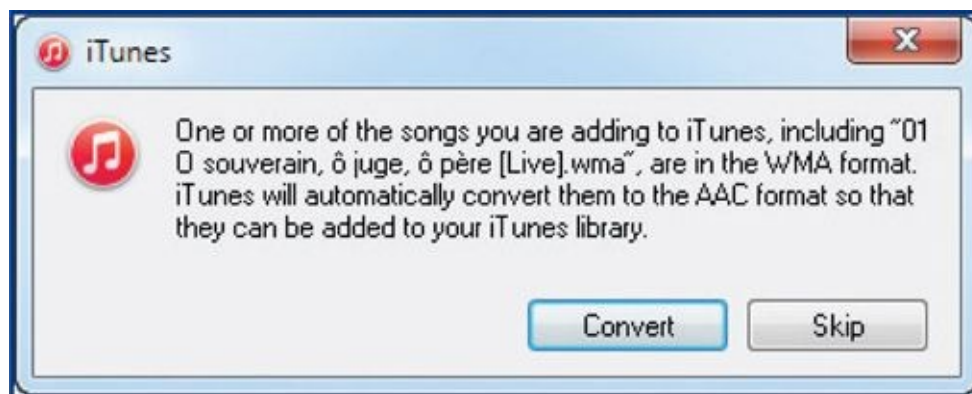 iTunes
One or more of the songs you are adding to iTunes, including "01
O souverain, ô juge, ô père [Live].wma", are in the WMA format.
iTunes will automatically convert them to the AAC format so that
they can be added to your iTunes library.
Convert Skip